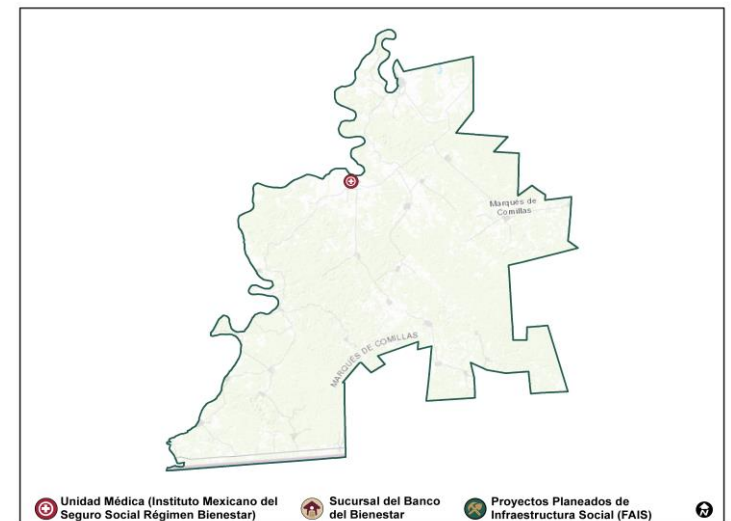 Marqués de
Comillas
MARQUÉS DE COMILLAS
Unidad Médica (Instituto Mexicano del
Seguro Social Régimen Bienestar)
Sucursal del Banco
del Bienestar
Proyectos Planeados de
Infraestructura Social (FAIS)
N